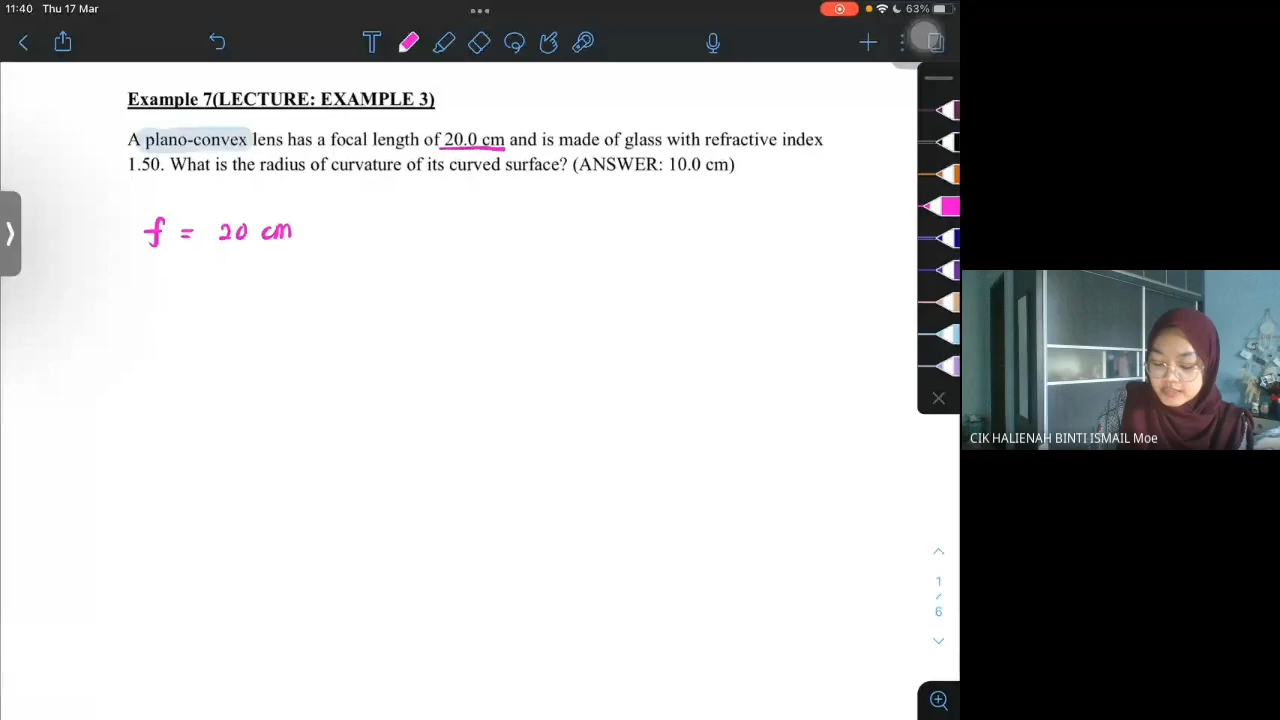 11:40 Thu 17 Mar
63%
T
Example 7(LECTURE: EXAMPLE 3)
A plano-convex lens has a focal length of 20.0 cm and is made of glass with refractive index
1.50. What is the radius of curvature of its curved surface? (ANSWER: 10.0 cm)
f = 20 cm
CIK HALIENAH BINTI ISMAIL Moe
1
/
6